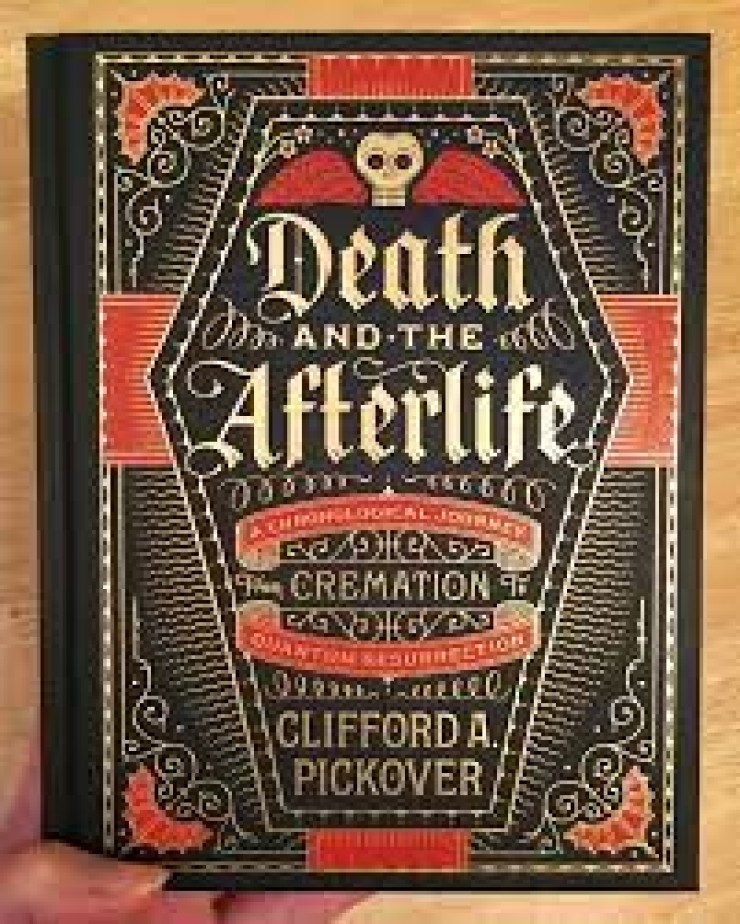 Death
AND·THE
Afterlife
A CHRONOLOGICAL JOURNEY
From CREMATION To
QUANTUM RESURRECTION
CLIFFORD A.
PICKOVER